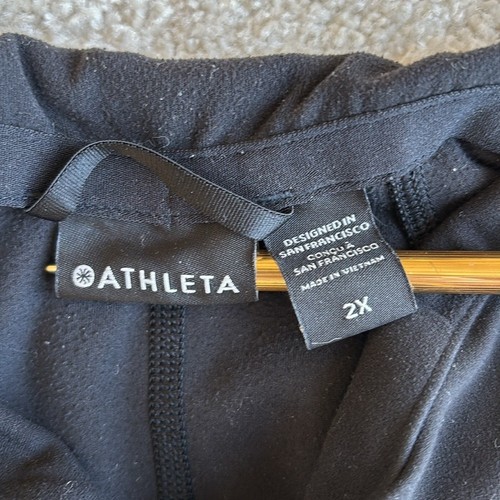 ATHLETA
DESIGNED IN
SAN FRANCISCO
CONÇU À
SAN FRANCISCO
MADE IN VIETNAM
2X